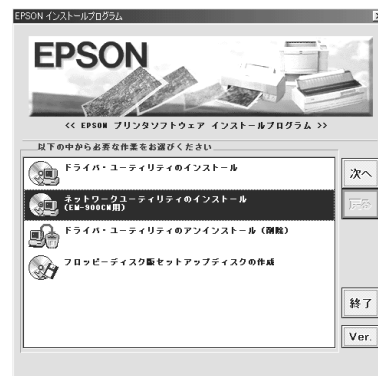 EPSON インストールプログラム
EPSON
<< EPSON プリンタソフトウェア インストールプログラム >>
以下の中から必要な作業をお選びください
ドライバ・ユーティリティのインストール
ネットワークユーティリティのインストール
(EM-900CN用)
ドライバ・ユーティリティのアンインストール（削除）
フロッピーディスク版セットアップディスクの作成
次へ
戻る
終了
Ver.